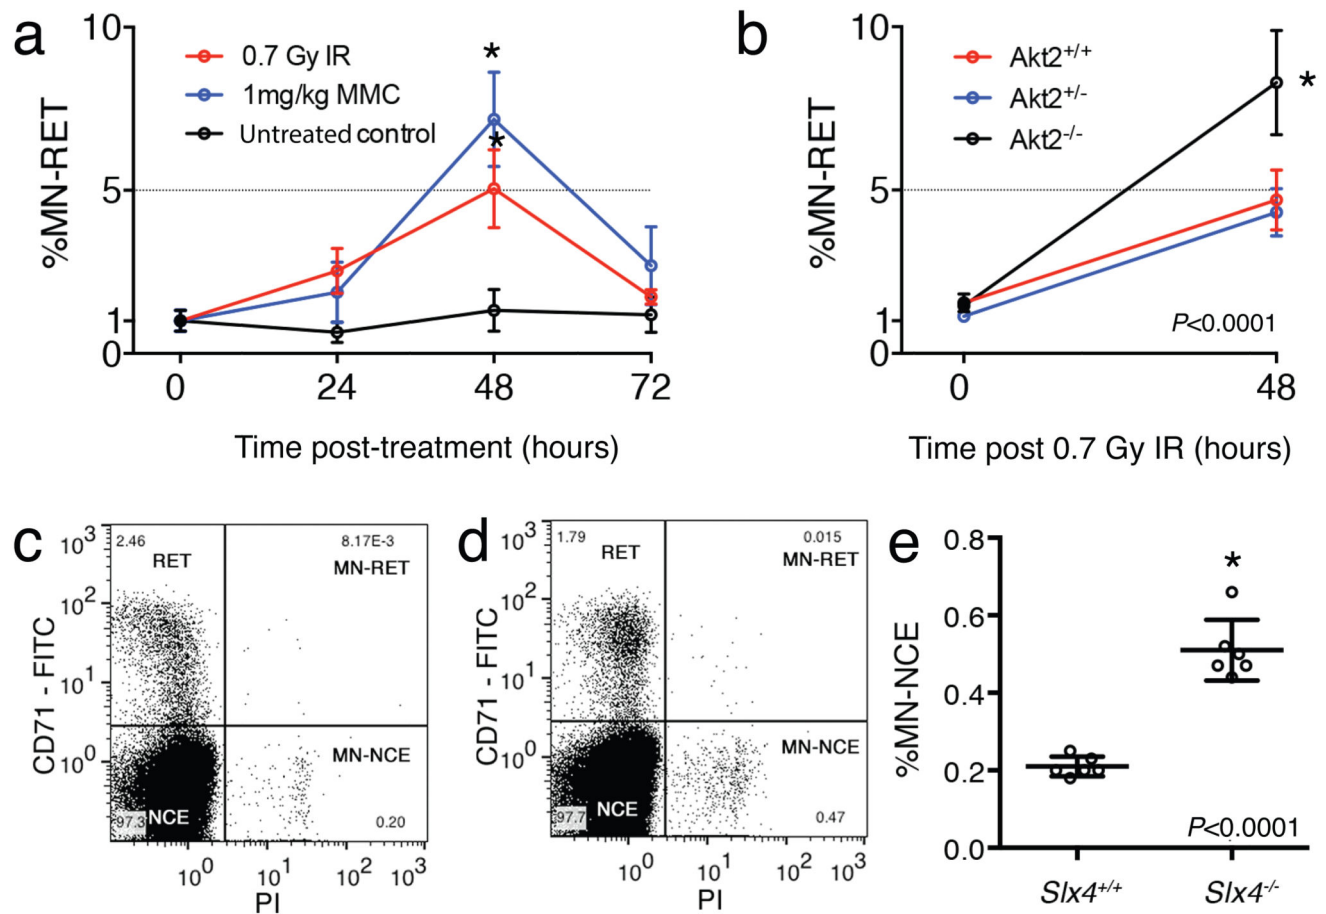 a
10
5
1
0
%MN-RET
0.7 Gy IR
1mg/kg MMC
Untreated control
*
*
0 24 48 72
Time post-treatment (hours)
b
10
5
1
0
%MN-RET
Akt2+/+
Akt2+/-
Akt2-/-
*
P<0.0001
0 48
Time post 0.7 Gy IR (hours)
c
CD71 - FITC
10³
10²
10¹
10⁰
2.46
RET
8.17E-3
MN-RET
MN-NCE
97.3 NCE
0.20
10⁰ 10¹ 10² 10³
PI
d
CD71 - FITC
10³
10²
10¹
10⁰
1.79
RET
0.015
MN-RET
MN-NCE
97.7 NCE
0.47
10⁰ 10¹ 10² 10³
PI
e
%MN-NCE
0.8
0.6
0.4
0.2
0.0
*
P<0.0001
Slx4+/+ Slx4-/-